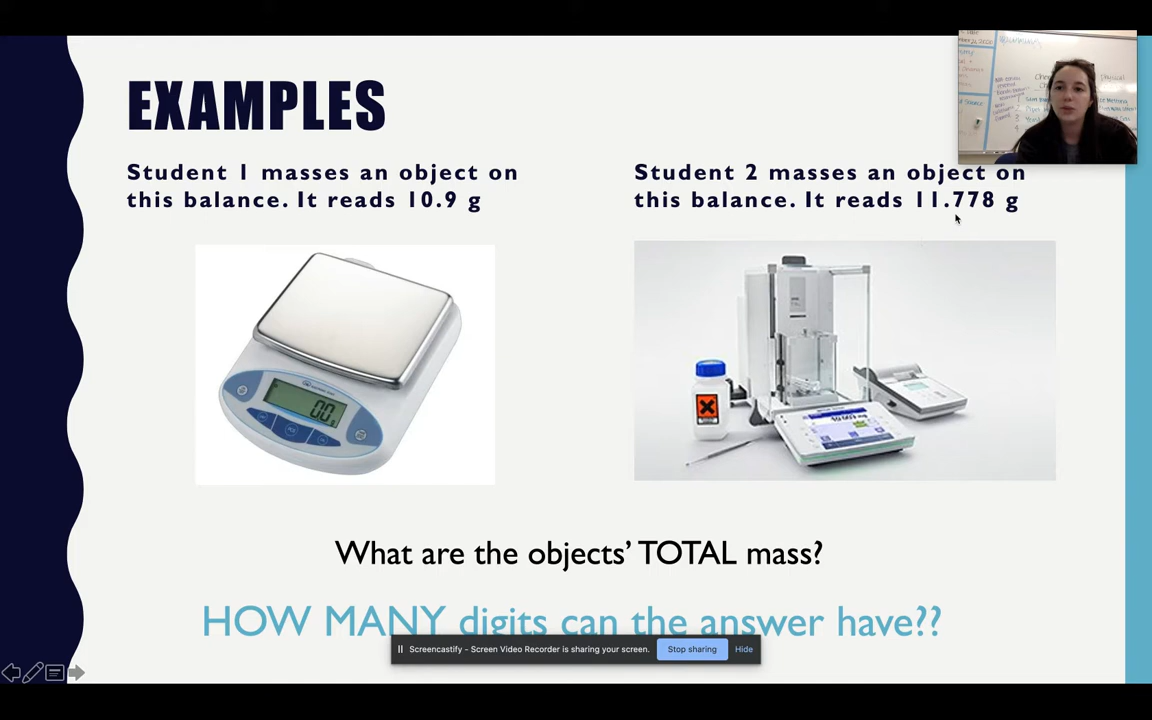 EXAMPLES
Student 1 masses an object on
this balance. It reads 10.9 g
Student 2 masses an object on
this balance. It reads 11.778 g
0.0
What are the objects' TOTAL mass?
HOW MANY digits can the answer have??
Screencastify - Screen Video Recorder is sharing your screen.
Stop sharing
Hide